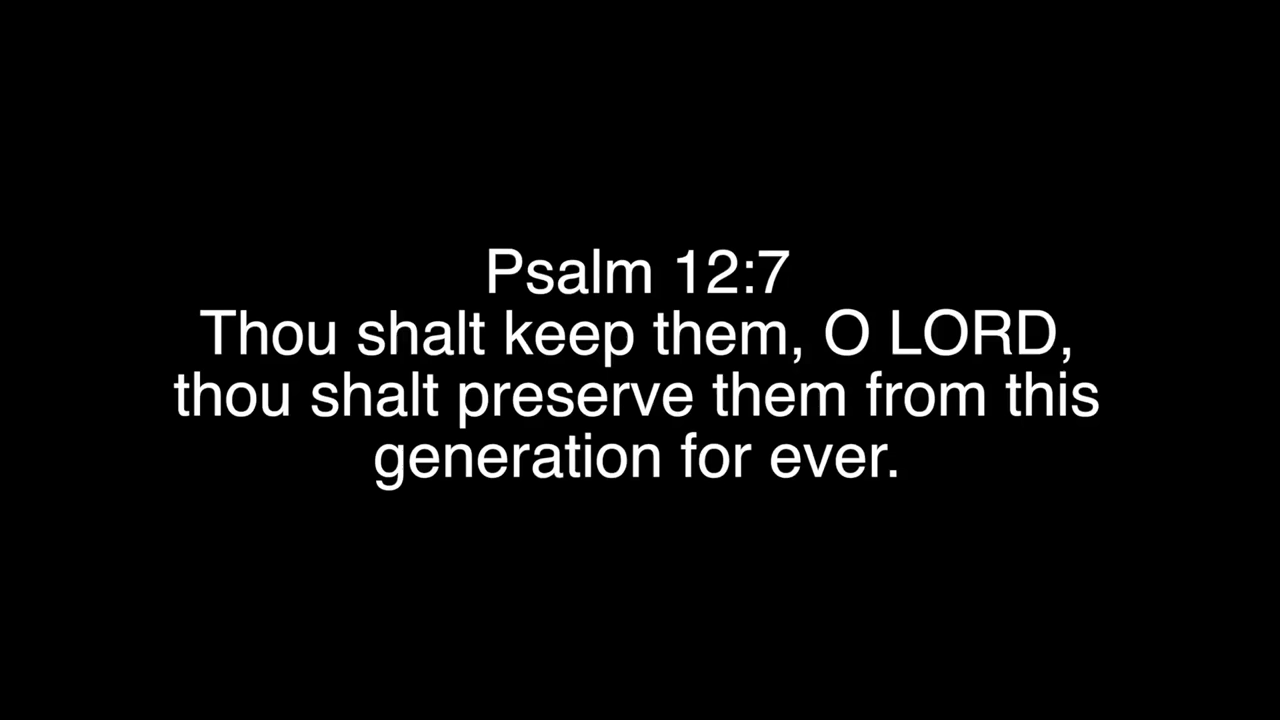 Psalm 12:7
Thou shalt keep them, O LORD,
thou shalt preserve them from this
generation for ever.